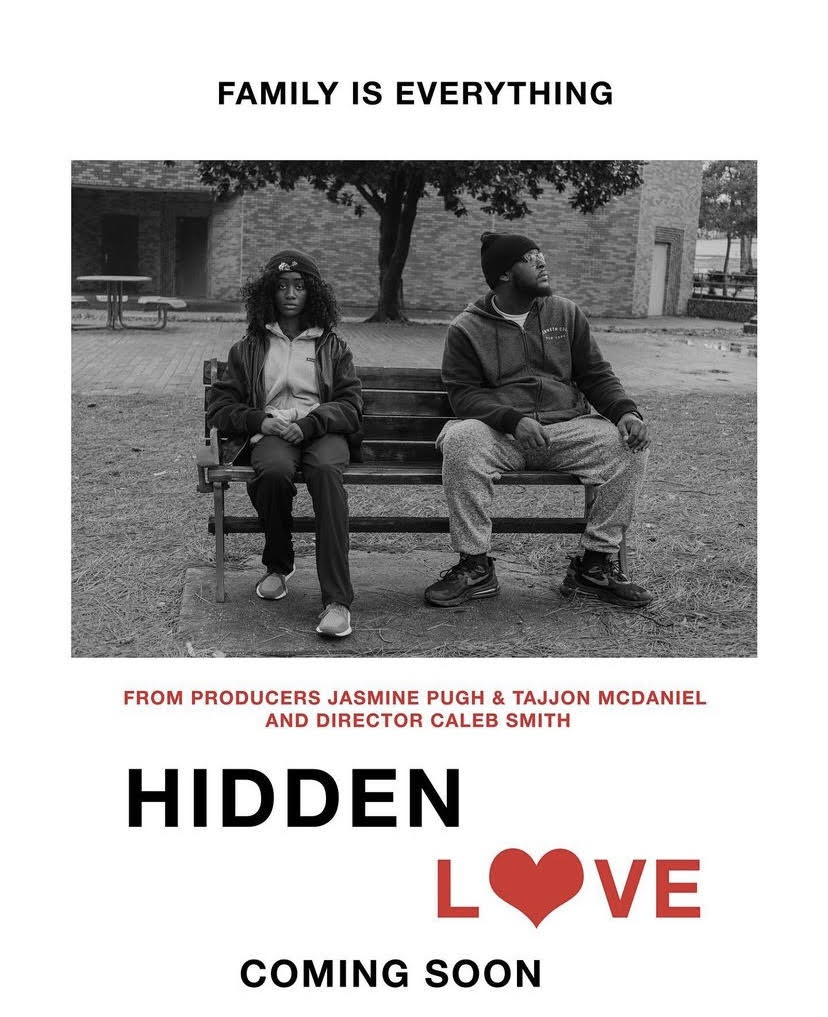 FAMILY IS EVERYTHING
FROM PRODUCERS JASMINE PUGH & TAJJON MCDANIEL
AND DIRECTOR CALEB SMITH
HIDDEN
L♥VE
COMING SOON